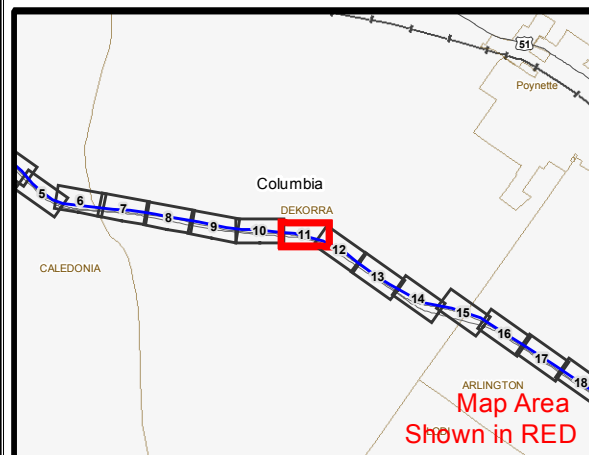 51
Poynette
Columbia
DEKORRA
CALEDONIA
5
6
7
8
9
10
11
12
13
14
15
16
17
18
ARLINGTON
LODI
Map Area
Shown in RED